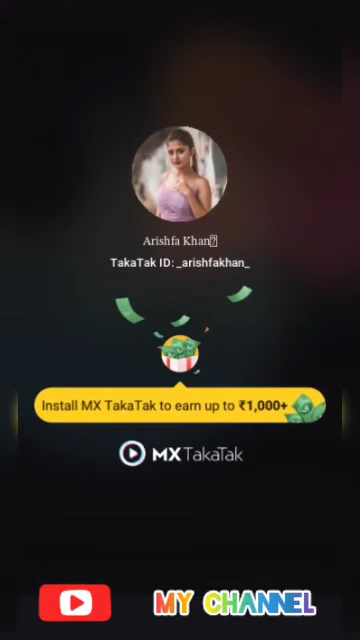 Arishfa Khan
TakaTak ID: _arishfakhan_
Install MX TakaTak to earn up to ₹1,000+
MX TakaTak
MY CHANNEL